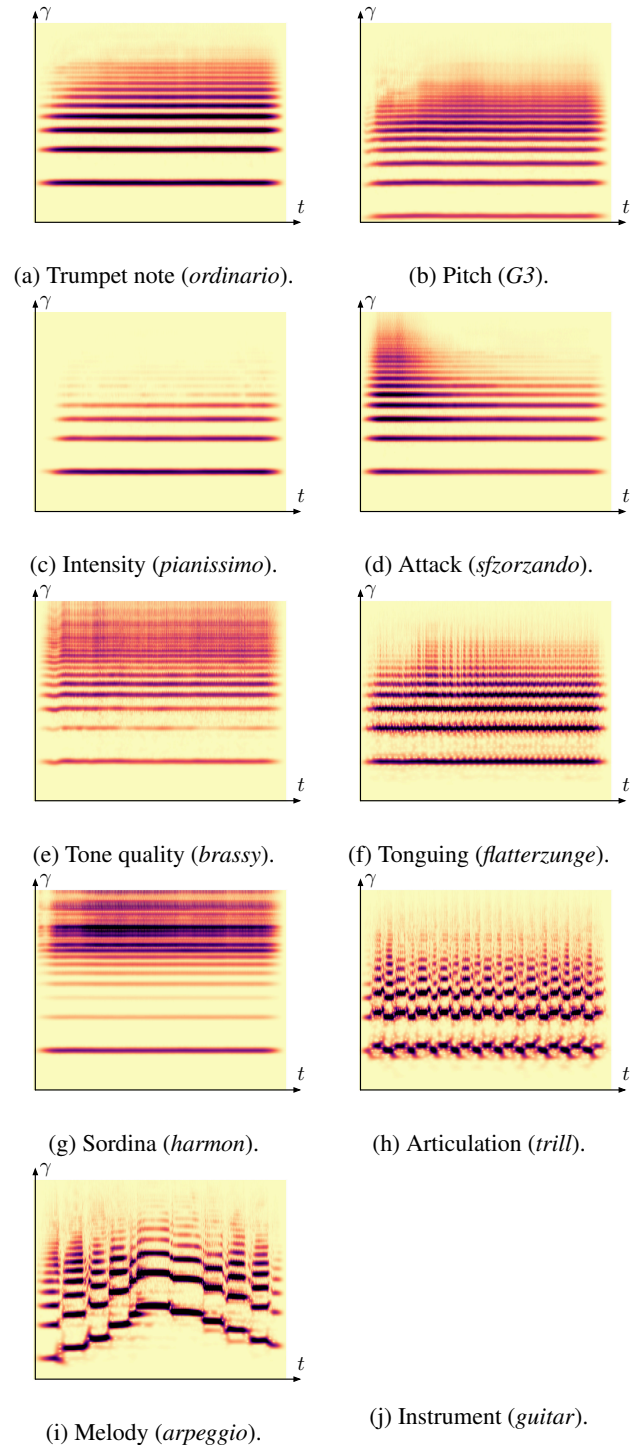 γ γ
t t
(a) Trumpet note (ordinario). (b) Pitch (G3).
γ γ
t t
(c) Intensity (pianissimo). (d) Attack (sfzorzando).
γ γ
t t
(e) Tone quality (brassy). (f) Tonguing (flatterzunge).
γ γ
t t
(g) Sordina (harmon). (h) Articulation (trill).
γ
t
(j) Instrument (guitar).
(i) Melody (arpeggio).